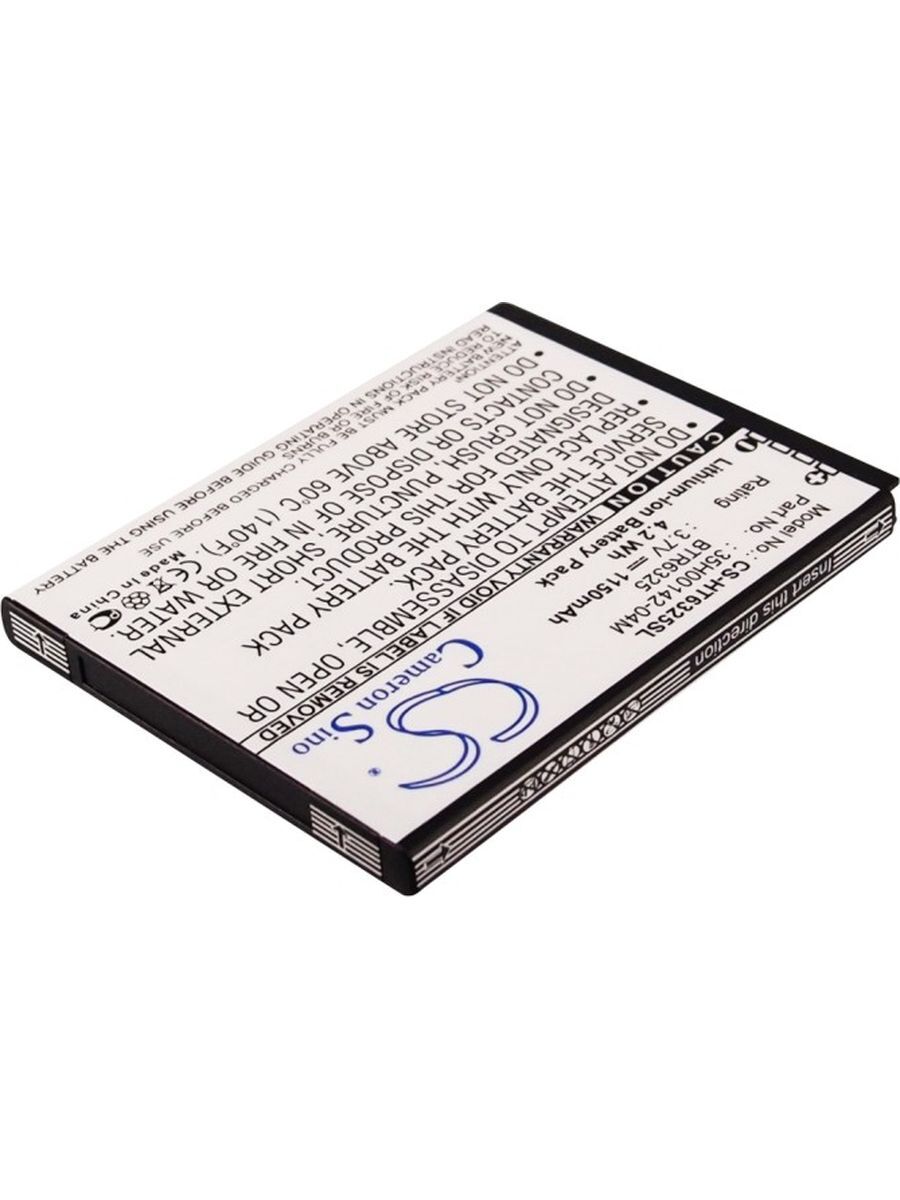 Insert this direction
Model No.: CS-HT6325SL
Part No.: 35H00142-04M
BTR6325
Rating 3.7V 1150mAh
4.2 Wh
Lithium-Ion Battery Pack
CAUTION WARRANTY VOID IF LABEL IS REMOVED
• DO NOT ATTEMPT TO DISASSEMBLE, OPEN OR
SERVICE THE BATTERY PACK.
• REPLACE ONLY WITH THE BATTERY PACK
DESIGNATED FOR THIS PRODUCT.
• DO NOT CRUSH, PUNCTURE SHORT EXTERNAL
CONTACTS OR DISPOSE OF IN FIRE OR WATER.
• DO NOT STORE ABOVE 60°C (140°F).
ATTENTION!
NEW BATTERY PACK MUST BE FULLY CHARGED BEFORE USE
TO REDUCE RISK OF FIRE OR BURNS
READ INSTRUCTIONS IN OPERATING GUIDE BEFORE USING THE BATTERY
Made in China
CS
®
Cameron Sino